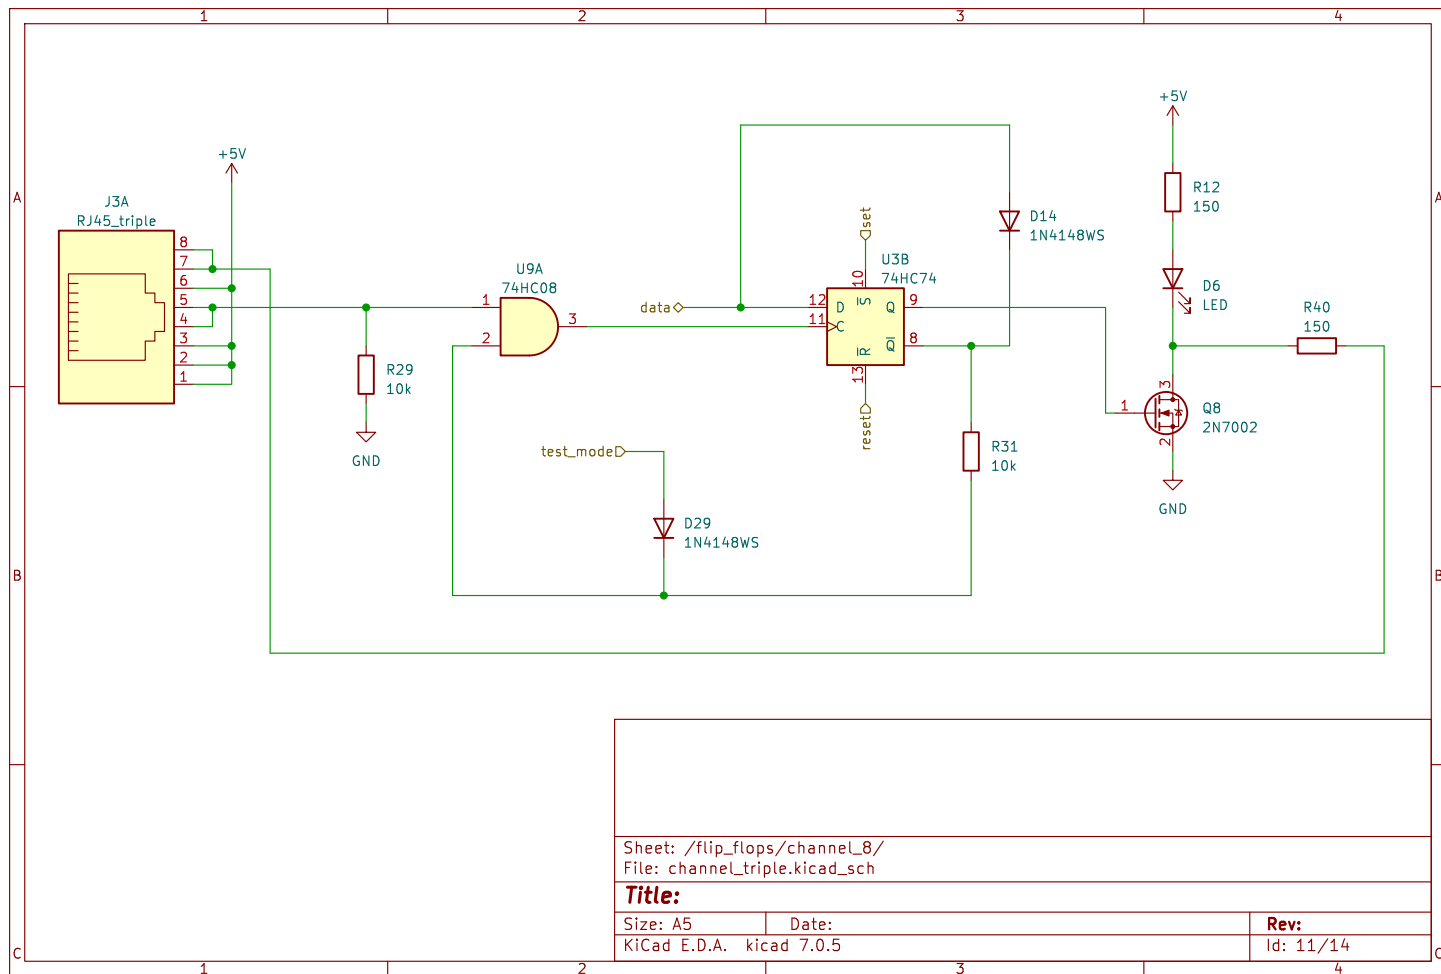 1 2 3 4
A
A
B
B
C
C
1 2 3 4
J3A
RJ45_triple
8
7
6
5
4
3
2
1
+5V
R29
10k
GND
U9A
74HC08
1
2
3
test_mode
D29
1N4148WS
data
set
reset
U3B
74HC74
10
12
11
13
9
8
D
C
S
R
Q
Q
D14
1N4148WS
R31
10k
+5V
R12
150
D6
LED
R40
150
1
3
2
Q8
2N7002
GND
Sheet: /flip_flops/channel_8/
File: channel_triple.kicad_sch
Title:
Size: A5 Date: Rev:
KiCad E.D.A. kicad 7.0.5 Id: 11/14